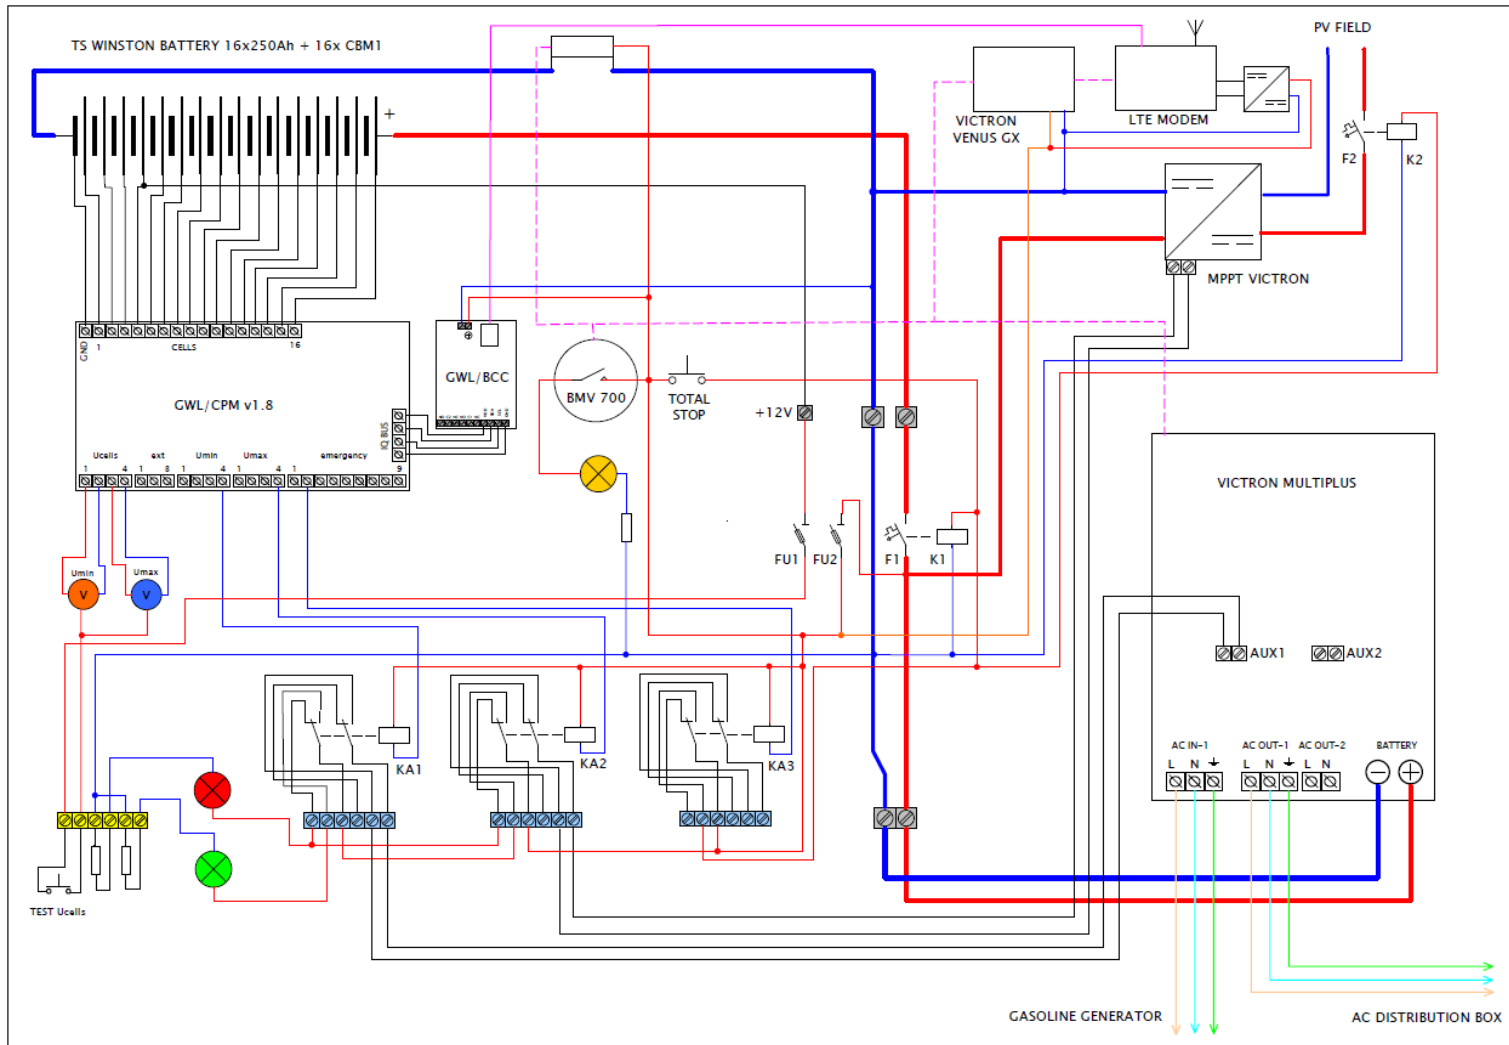 TS WINSTON BATTERY 16x250Ah + 16x CBM1
PV FIELD
+
VICTRON
VENUS GX
LTE MODEM
F2
K2
MPPT VICTRON
GND
1
CELLS
16
GWL/CPM v1.8
IQ BUS
Ucells
ext
Umin
Umax
emergency
1
4
1
8
1
4
1
4
1
9
GWL/BCC
BMV 700
TOTAL
STOP
+12V
FU1
FU2
F1
K1
Umin
V
Umax
V
VICTRON MULTIPLUS
AUX1
AUX2
KA1
KA2
KA3
AC IN-1
AC OUT-1
AC OUT-2
BATTERY
L
N
L
N
L
N
TEST Ucells
GASOLINE GENERATOR
AC DISTRIBUTION BOX